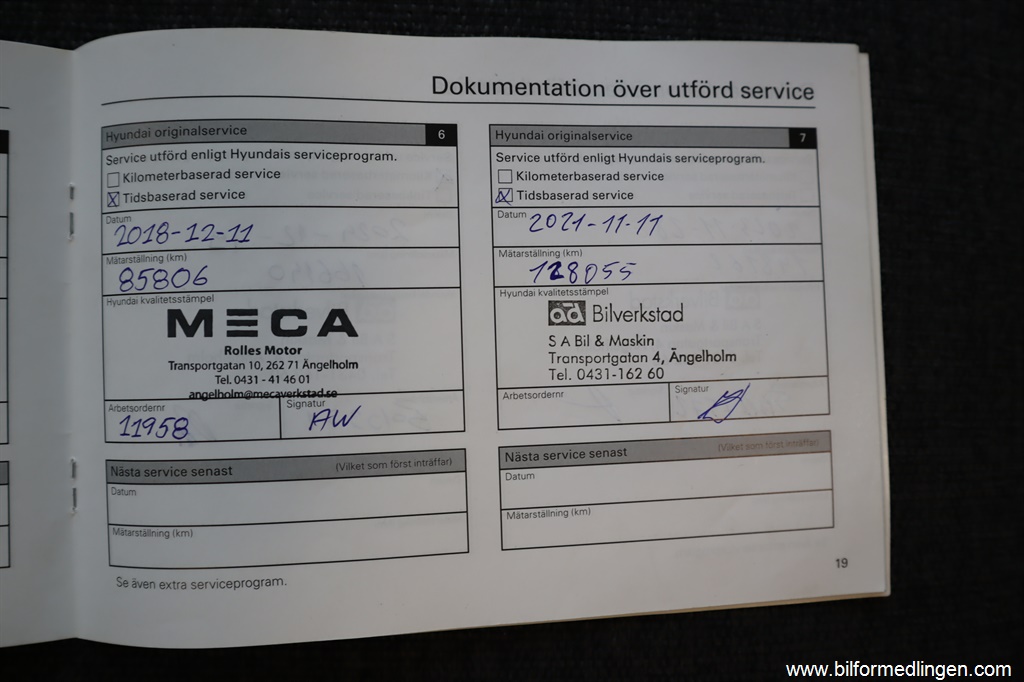 Dokumentation över utförd service
Hyundai originalservice 6
Service utförd enligt Hyundais serviceprogram.
Kilometerbaserad service
X Tidsbaserad service
Datum
2018-12-11
Mätarställning (km)
85806
Hyundai kvalitetsstämpel
MECA
Rolles Motor
Transportgatan 10, 262 71 Ängelholm
Tel. 0431 - 41 46 01
angelholm@mecaverkstad.se
Arbetsordernr
11958
Signatur
AW
Nästa service senast (Vilket som först inträffar)
Datum
Mätarställning (km)
Se även extra serviceprogram.
Hyundai originalservice 7
Service utförd enligt Hyundais serviceprogram.
Kilometerbaserad service
X Tidsbaserad service
Datum
2021-11-11
Mätarställning (km)
128055
Hyundai kvalitetsstämpel
ad Bilverkstad
S A Bil & Maskin
Transportgatan 4, Ängelholm
Tel. 0431-162 60
Arbetsordernr
Signatur
Nästa service senast (Vilket som först inträffar)
Datum
Mätarställning (km)
19
www.bilformedlingen.com